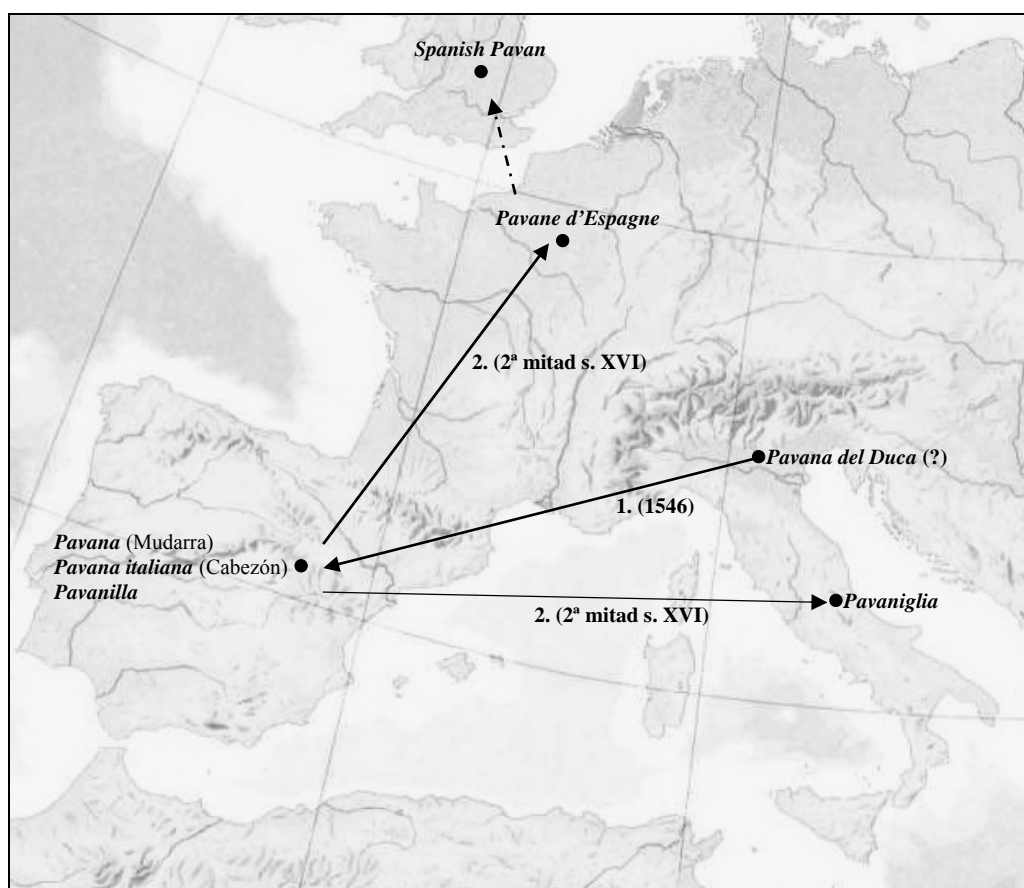 Spanish Pavan
Pavane d’Espagne
2. (2ª mitad s. XVI)
Pavana del Duca (?)
1. (1546)
Pavana (Mudarra)
Pavana italiana (Cabezón)
Pavanilla
Pavaniglia
2. (2ª mitad s. XVI)